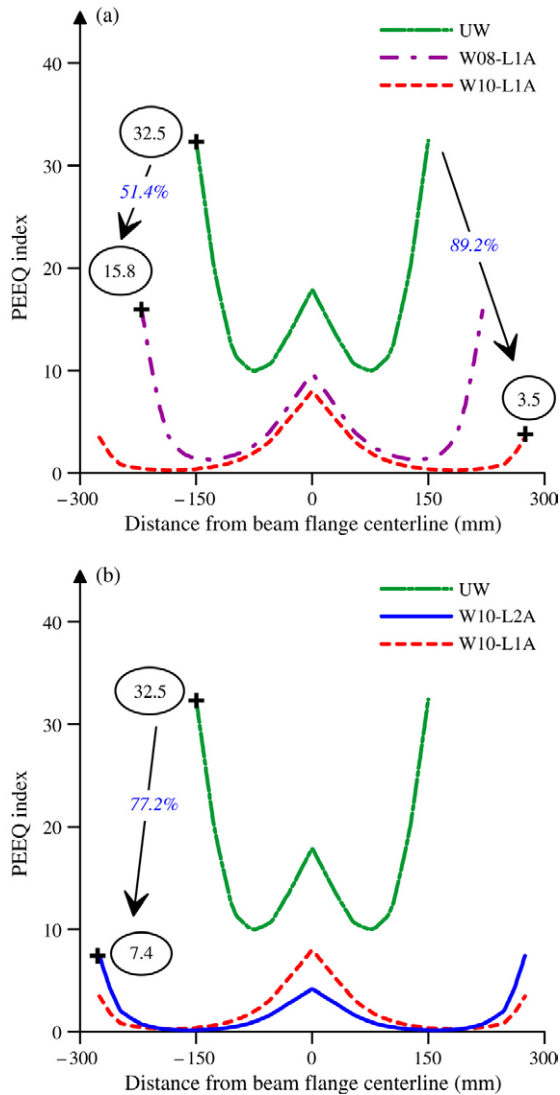 (a)
UW
W08-L1A
W10-L1A
40
32.5
30
51.4%
89.2%
15.8
20
PEEQ index
10
3.5
0
−300 −150 0 150 300
Distance from beam flange centerline (mm)
(b)
UW
W10-L2A
W10-L1A
40
32.5
30
77.2%
20
PEEQ index
10
7.4
0
−300 −150 0 150 300
Distance from beam flange centerline (mm)